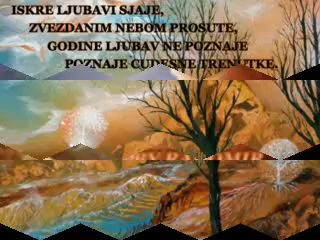 ISKRE LJUBAVI SJAJE,
ZVEZDANIM NEBOM PROSUTE,
GODINE LJUBAV NE POZNAJE
POZNAJE CUDESNE TRENUTKE.